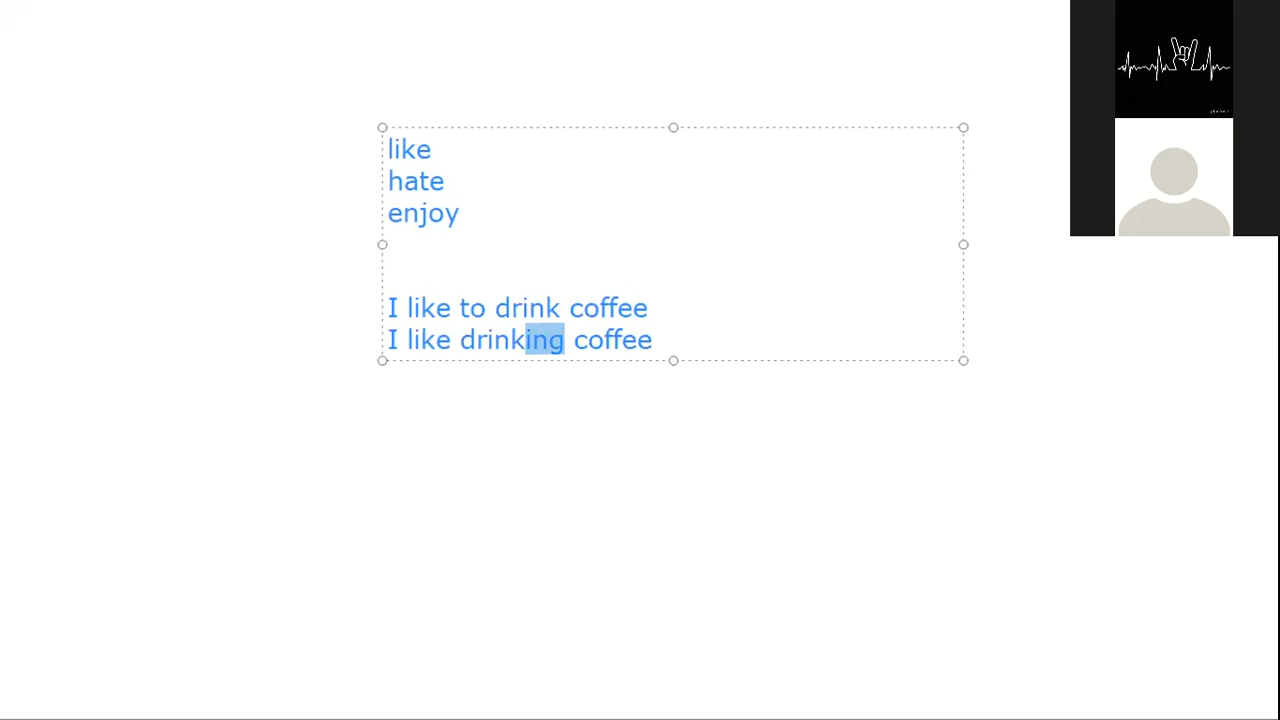 like
hate
enjoy
I like to drink coffee
I like drinking coffee